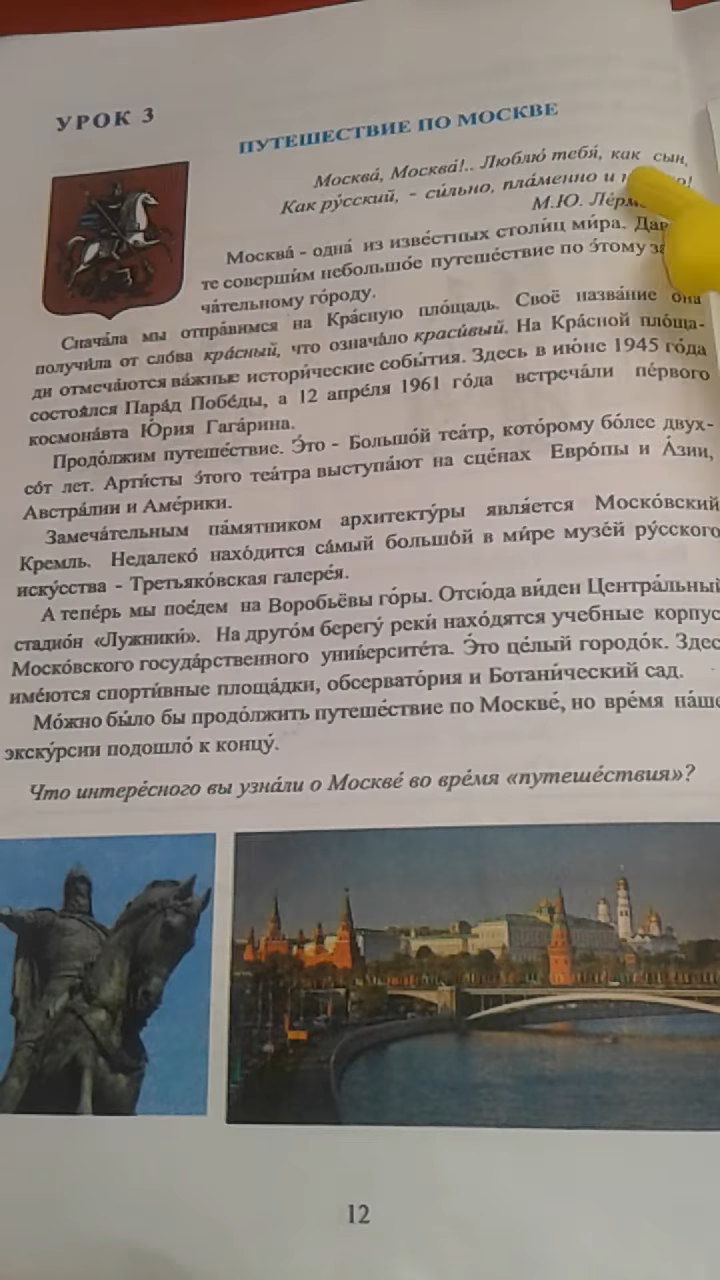 УРОК 3
ПУТЕШЕСТВИЕ ПО МОСКВЕ
Москва́, Москва́!.. Люблю́ тебя́, как сын,
Как ру́сский, - си́льно, пла́менно и
М.Ю.
Москва́ - одна́ из изве́стных столи́ц ми́ра.
те соверши́м небольшо́е путеше́ствие по э́тому
ча́тельному го́роду.
Снача́ла мы отпра́вимся на Кра́сную пло́щадь. Своё назва́ние она
получи́ла от сло́ва кра́сный, что означа́ло краси́вый. На Кра́сной пло́ща-
ди отмеча́ются ва́жные истори́ческие собы́тия. Здесь в ию́не 1945 го́да
состоя́лся Пара́д Побе́ды, а 12 апре́ля 1961 го́да встреча́ли пе́рвого
космона́вта Ю́рия Гага́рина.
Продо́лжим путеше́ствие. Э́то - Большо́й теа́тр, кото́рому бо́лее двух-
со́т лет. Арти́сты э́того теа́тра выступа́ют на сце́нах Евро́пы и А́зии,
Австра́лии и Аме́рики.
Замеча́тельным па́мятником архитекту́ры явля́ется Моско́вский
Кремль. Недалеко́ нахо́дится са́мый большо́й в ми́ре музе́й ру́сского
иску́сства - Третьяко́вская галере́я.
А тепе́рь мы пое́дем на Воробьёвы го́ры. Отсю́да ви́ден Центра́льный
стадио́н «Лужники́». На друго́м берегу́ реки́ нахо́дятся учебные корпус
Моско́вского госуда́рственного университе́та. Э́то це́лый городо́к. Здес
име́ются спорти́вные площа́дки, обсервато́рия и Ботани́ческий сад.
Мо́жно бы́ло бы продо́лжить путеше́ствие по Москве́, но вре́мя на́ше
экску́рсии подошло́ к концу́.
Что интере́сного вы узна́ли о Москве́ во вре́мя «путеше́ствия»?
12